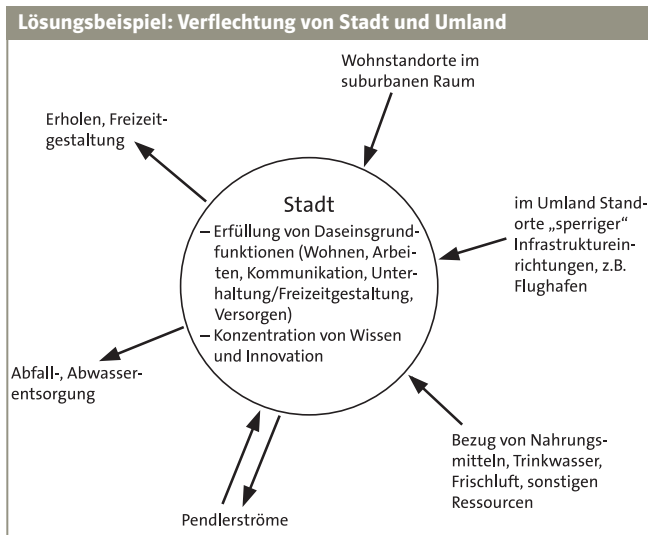 Lösungsbeispiel: Verflechtung von Stadt und Umland
Wohnstandorte im
suburbanen Raum
Erholen, Freizeit-
gestaltung
im Umland Stand-
orte „sperriger“
Infrastrukturein-
richtungen, z.B.
Flughafen
Stadt
– Erfüllung von Daseinsgrund-
funktionen (Wohnen, Arbei-
ten, Kommunikation, Unter-
haltung/Freizeitgestaltung,
Versorgen)
– Konzentration von Wissen
und Innovation
Abfall-, Abwasser-
entsorgung
Bezug von Nahrungs-
mitteln, Trinkwasser,
Frischluft, sonstigen
Ressourcen
Pendlerströme